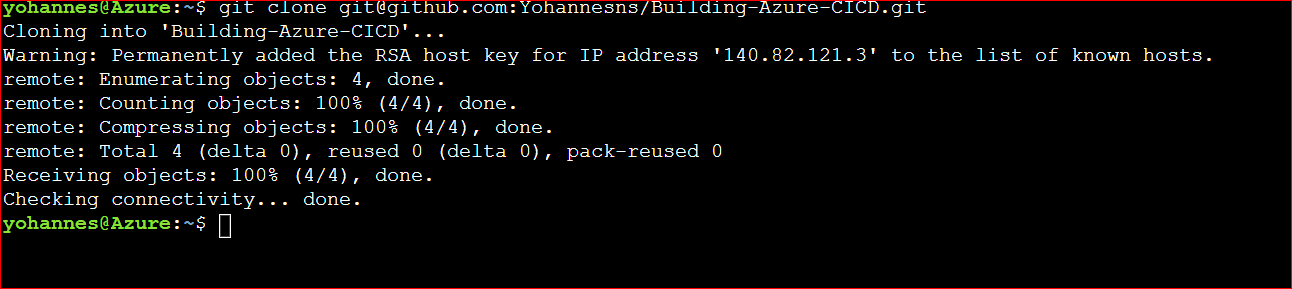 yohannes@Azure:~$ git clone git@github.com:Yohannesns/Building-Azure-CICD.git
Cloning into 'Building-Azure-CICD'...
Warning: Permanently added the RSA host key for IP address '140.82.121.3' to the list of known hosts.
remote: Enumerating objects: 4, done.
remote: Counting objects: 100% (4/4), done.
remote: Compressing objects: 100% (4/4), done.
remote: Total 4 (delta 0), reused 0 (delta 0), pack-reused 0
Receiving objects: 100% (4/4), done.
Checking connectivity... done.
yohannes@Azure:~$